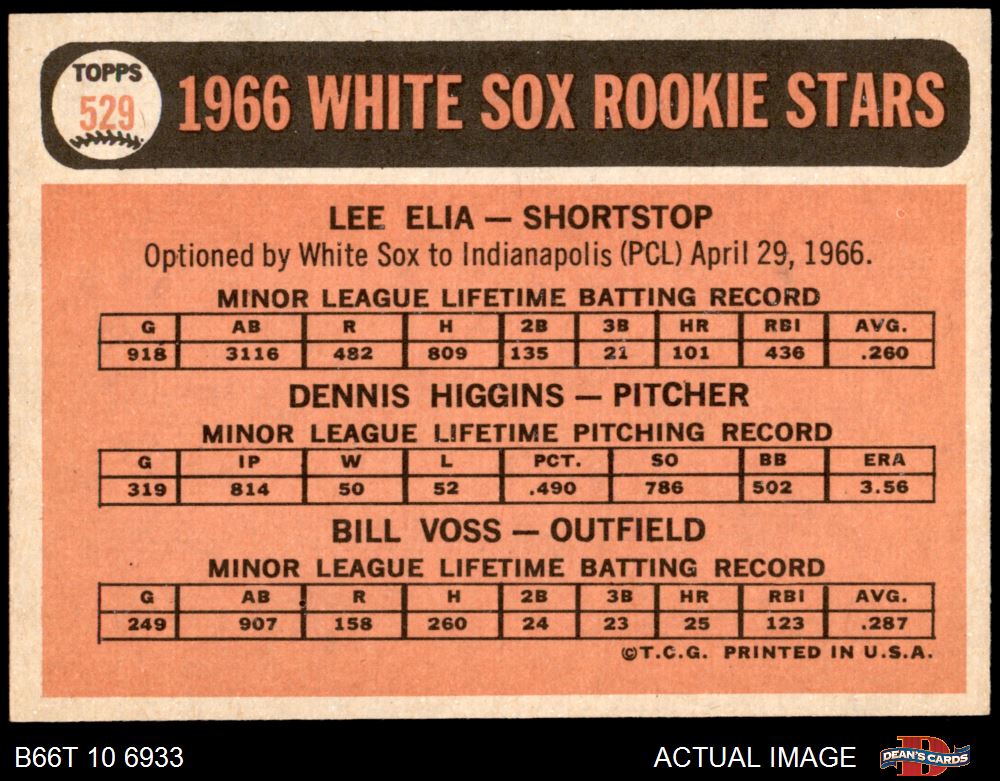 TOPPS
529
1966 WHITE SOX ROOKIE STARS
LEE ELIA — SHORTSTOP
Optioned by White Sox to Indianapolis (PCL) April 29, 1966.
MINOR LEAGUE LIFETIME BATTING RECORD
G AB R H 2B 3B HR RBI AVG.
918 3116 482 809 135 21 101 436 .260
DENNIS HIGGINS — PITCHER
MINOR LEAGUE LIFETIME PITCHING RECORD
G IP W L PCT. SO BB ERA
319 814 50 52 .490 786 502 3.56
BILL VOSS — OUTFIELD
MINOR LEAGUE LIFETIME BATTING RECORD
G AB R H 2B 3B HR RBI AVG.
249 907 158 260 24 23 25 123 .287
©T.C.G. PRINTED IN U.S.A.
B66T 10 6933 ACTUAL IMAGE DEAN'S CARDS